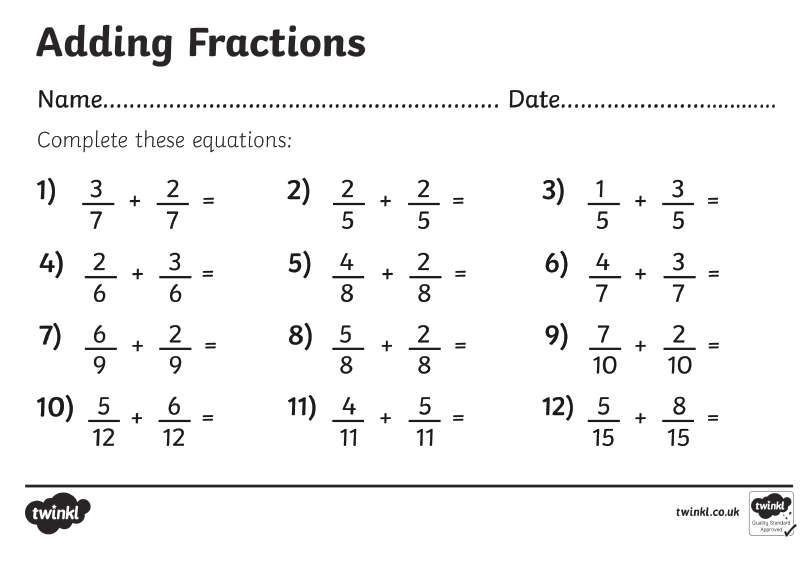 Adding Fractions
Name............................................................ Date.................................
Complete these equations:
1) 3/7 + 2/7 = 2) 2/5 + 2/5 = 3) 1/5 + 3/5 =
4) 2/6 + 3/6 = 5) 4/8 + 2/8 = 6) 4/7 + 3/7 =
7) 6/9 + 2/9 = 8) 5/8 + 2/8 = 9) 7/10 + 2/10 =
10) 5/12 + 6/12 = 11) 4/11 + 5/11 = 12) 5/15 + 8/15 =
twinkl twinkl.co.uk twinkl
Quality Standard
Approved